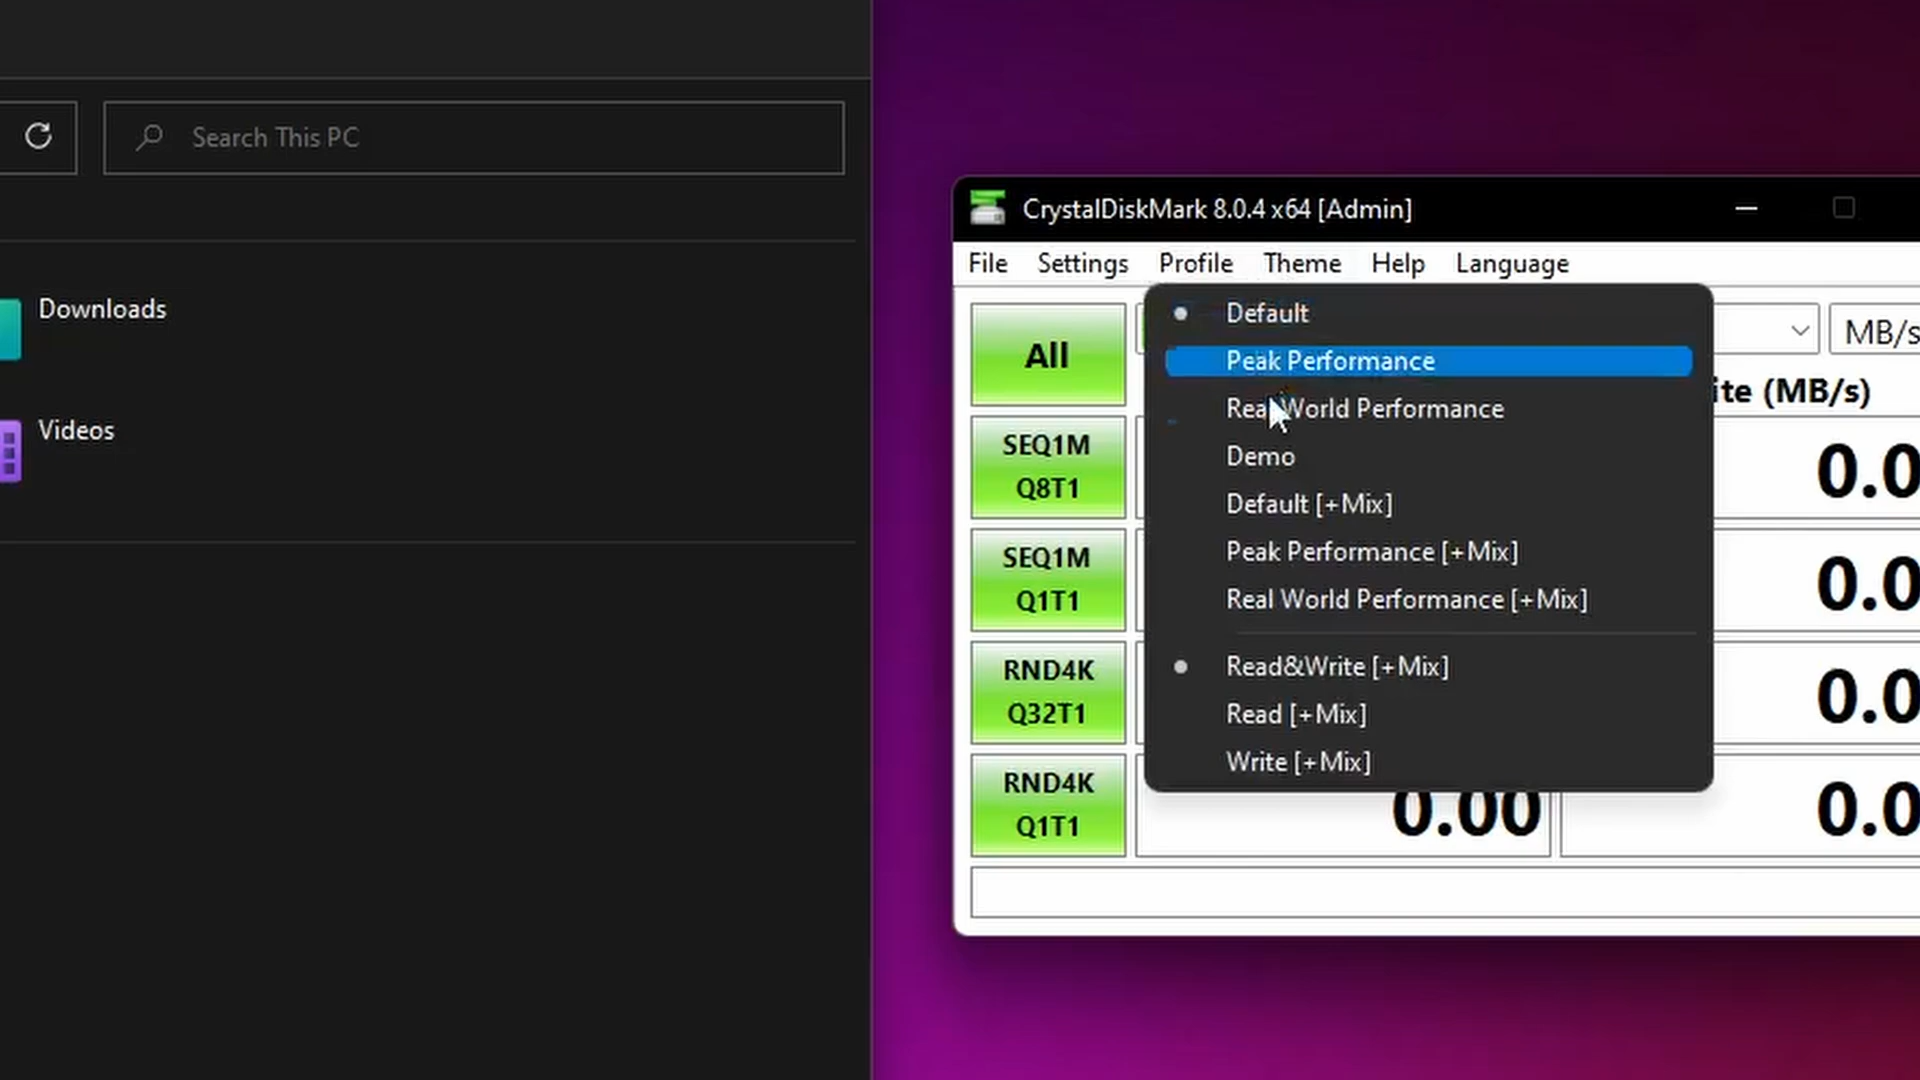 Search This PC
Downloads
Videos
CrystalDiskMark 8.0.4 x64 [Admin]
File Settings Profile Theme Help Language
All
MB/s
ite (MB/s)
SEQ1M
Q8T1
0.0
SEQ1M
Q1T1
0.0
RND4K
Q32T1
0.0
RND4K
Q1T1
0.00
0.0
Default
Peak Performance
Real World Performance
Demo
Default [+Mix]
Peak Performance [+Mix]
Real World Performance [+Mix]
Read&Write [+Mix]
Read [+Mix]
Write [+Mix]